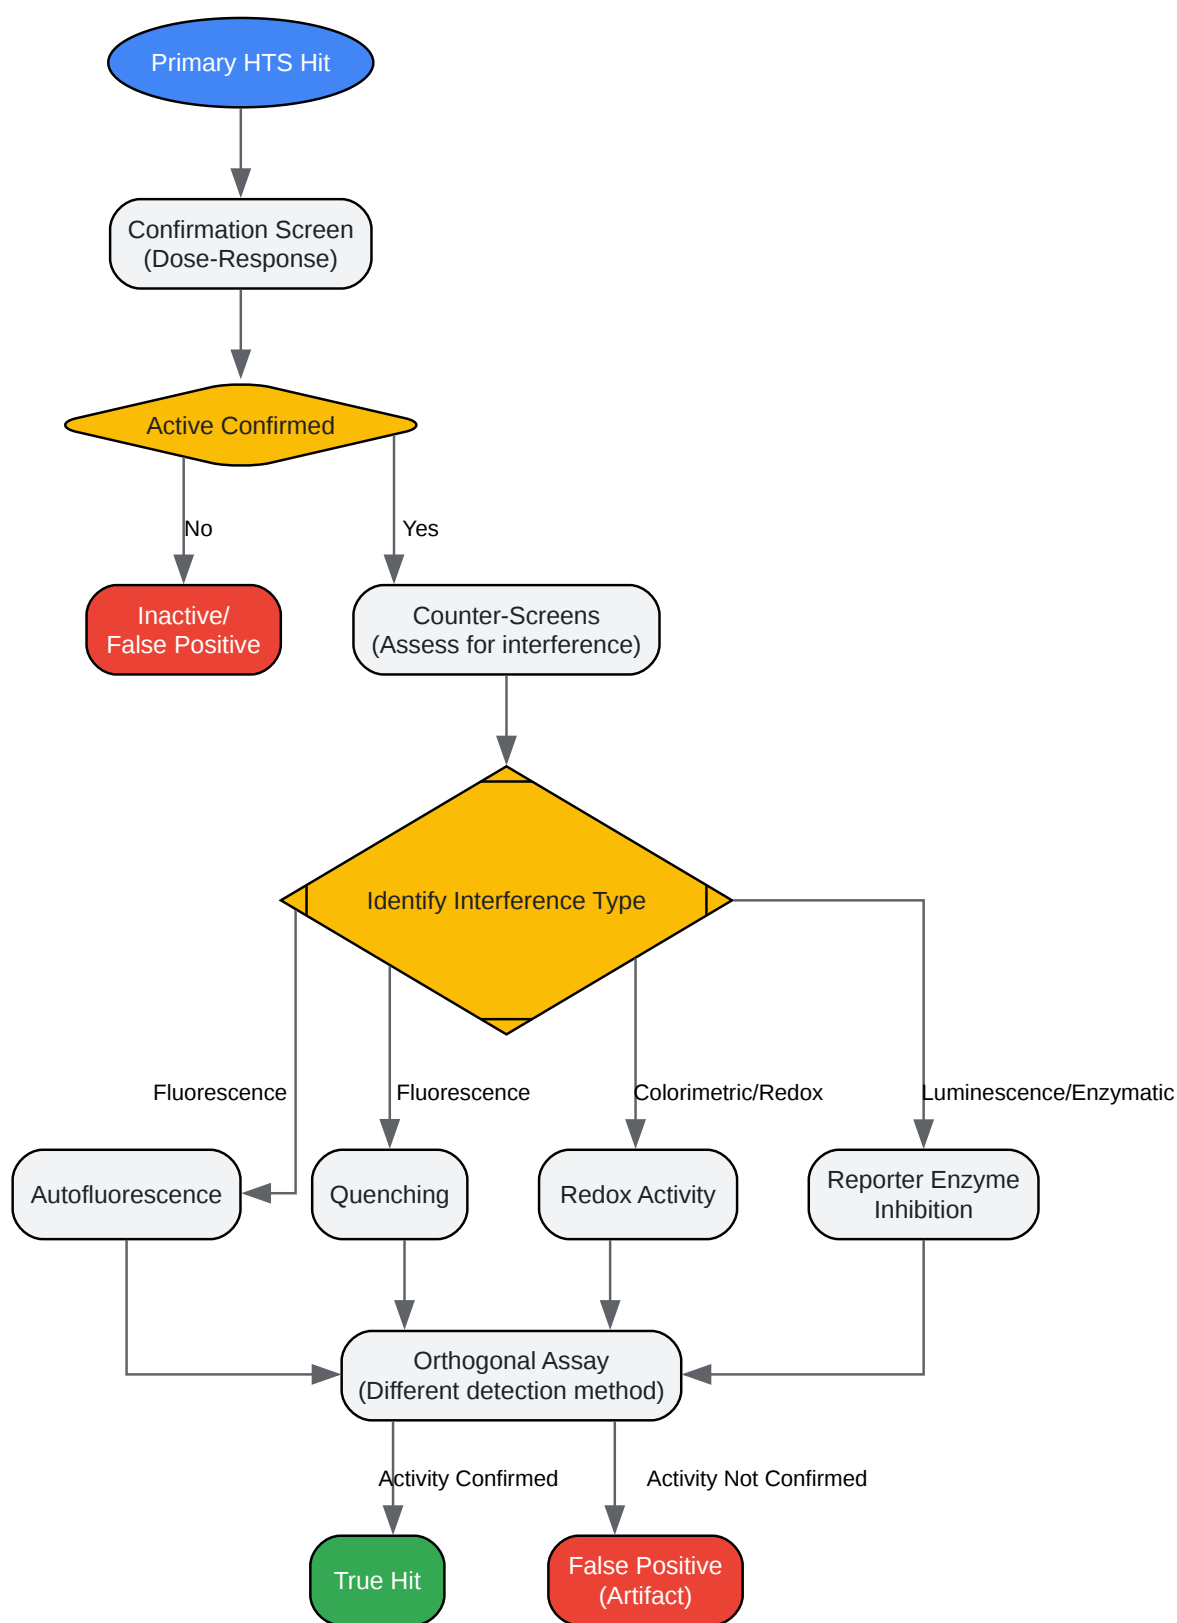 Primary HTS Hit
Confirmation Screen
(Dose-Response)
Active Confirmed
No
Yes
Inactive/
False Positive
Counter-Screens
(Assess for interference)
Identify Interference Type
Fluorescence
Fluorescence
Colorimetric/Redox
Luminescence/Enzymatic
Autofluorescence
Quenching
Redox Activity
Reporter Enzyme
Inhibition
Orthogonal Assay
(Different detection method)
Activity Confirmed
Activity Not Confirmed
True Hit
False Positive
(Artifact)